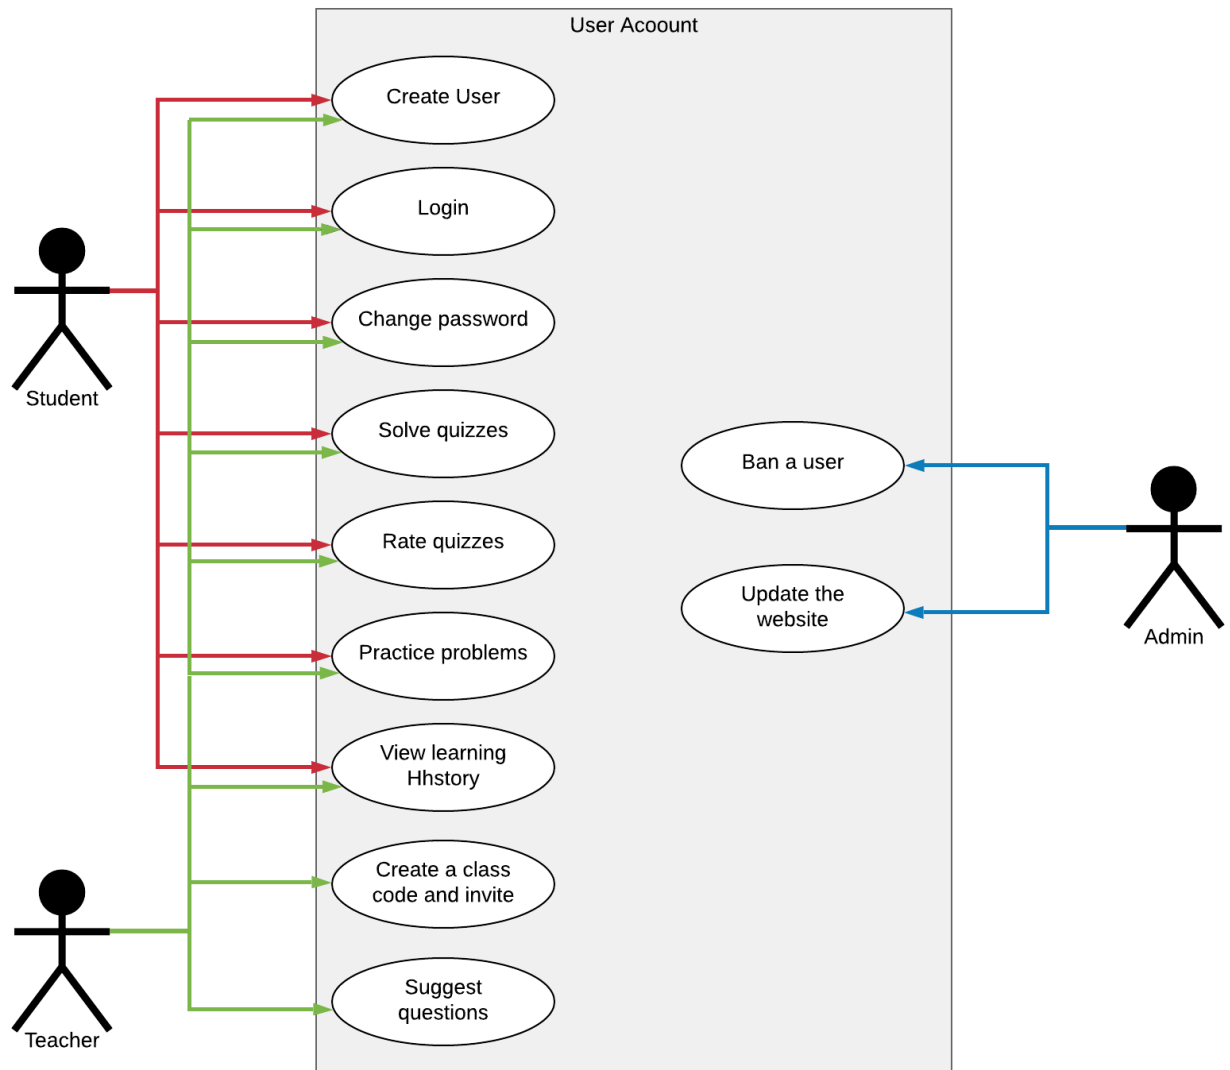 User Acoount
Create User
Login
Change password
Solve quizzes
Rate quizzes
Practice problems
View learning
Hhstory
Create a class
code and invite
Suggest
questions
Ban a user
Update the
website
Student
Teacher
Admin